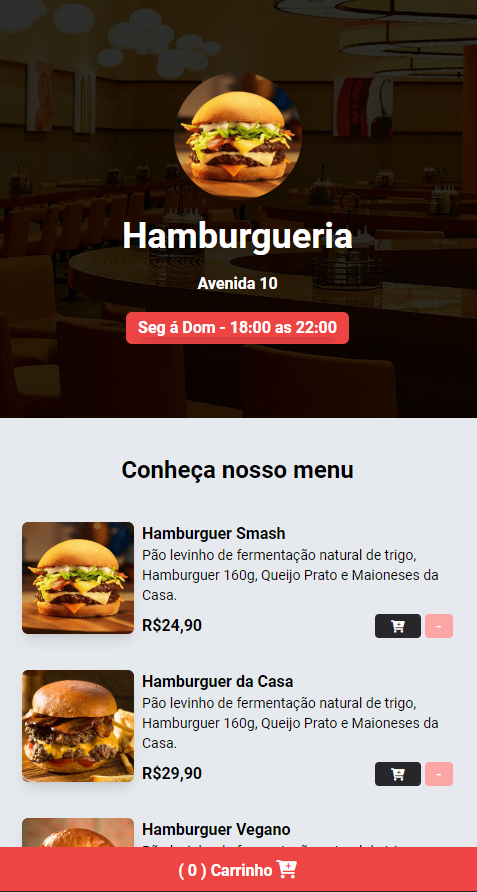 Hamburgueria
Avenida 10
Seg á Dom - 18:00 as 22:00
Conheça nosso menu
Hamburguer Smash
Pão levinho de fermentação natural de trigo,
Hamburguer 160g, Queijo Prato e Maioneses da
Casa.
R$24,90
-
Hamburguer da Casa
Pão levinho de fermentação natural de trigo,
Hamburguer 160g, Queijo Prato e Maioneses da
Casa.
R$29,90
-
Hamburguer Vegano
( 0 ) Carrinho